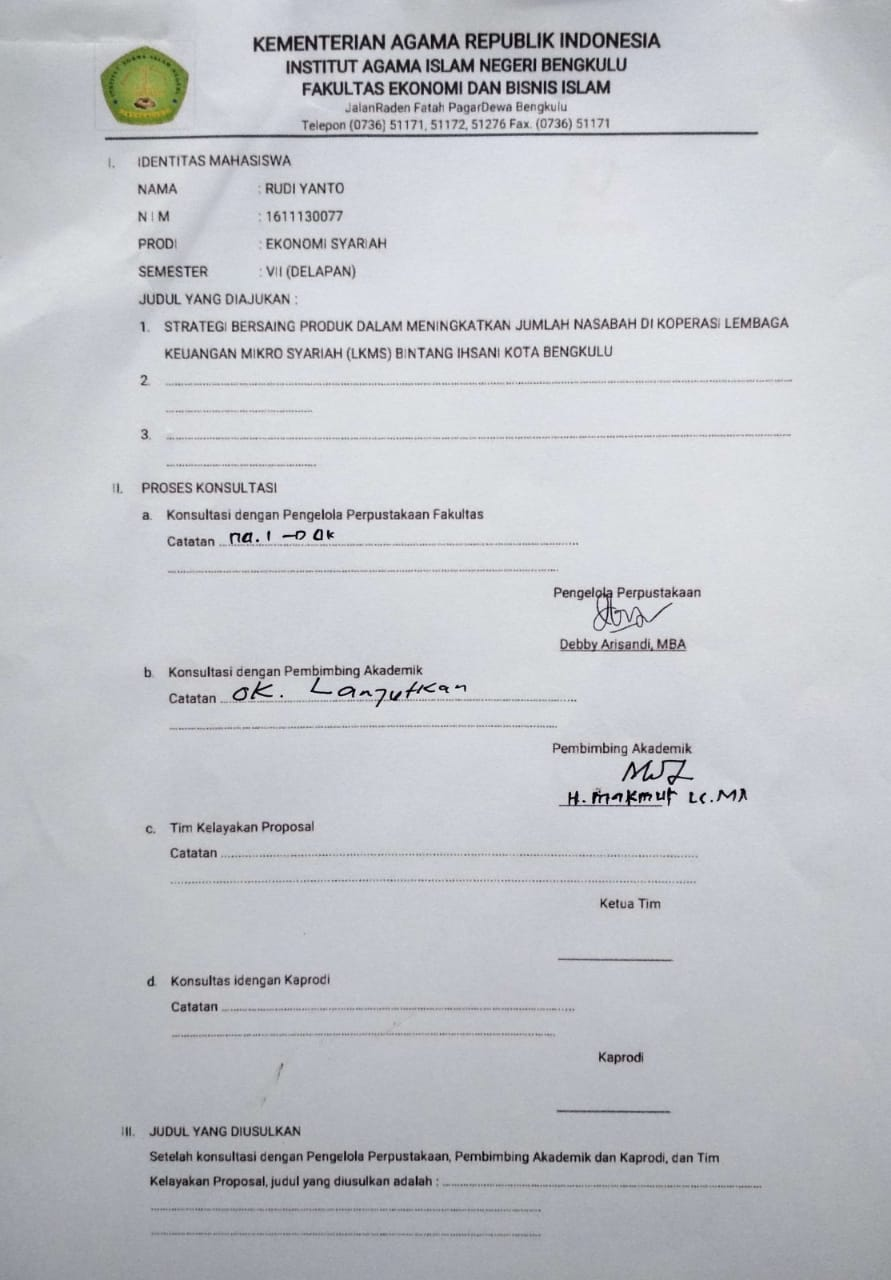 KEMENTERIAN AGAMA REPUBLIK INDONESIA
INSTITUT AGAMA ISLAM NEGERI BENGKULU
FAKULTAS EKONOMI DAN BISNIS ISLAM
JalanRaden Fatah PagarDewa Bengkulu
Telepon (0736) 51171, 51172, 51276 Fax. (0736) 51171
I. IDENTITAS MAHASISWA
NAMA : RUDI YANTO
N I M : 1611130077
PRODI : EKONOMI SYARIAH
SEMESTER : VII (DELAPAN)
JUDUL YANG DIAJUKAN :
1. STRATEGI BERSAING PRODUK DALAM MENINGKATKAN JUMLAH NASABAH DI KOPERASI LEMBAGA
KEUANGAN MIKRO SYARIAH (LKMS) BINTANG IHSANI KOTA BENGKULU
2.
3.
II. PROSES KONSULTASI
a. Konsultasi dengan Pengelola Perpustakaan Fakultas
Catatan no. 1 → Ok
Pengelola Perpustakaan
Debby Arisandi, MBA
b. Konsultasi dengan Pembimbing Akademik
Catatan OK. Lanjutkan
Pembimbing Akademik
H. Makmur Lc. MA
c. Tim Kelayakan Proposal
Catatan
Ketua Tim
d. Konsultas idengan Kaprodi
Catatan
Kaprodi
III. JUDUL YANG DIUSULKAN
Setelah konsultasi dengan Pengelola Perpustakaan, Pembimbing Akademik dan Kaprodi, dan Tim
Kelayakan Proposal, judul yang diusulkan adalah :